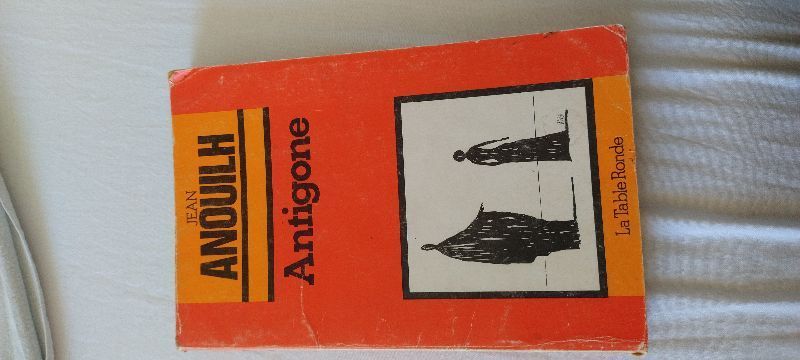 JEAN
ANOUILH
Antigone
La Table Ronde